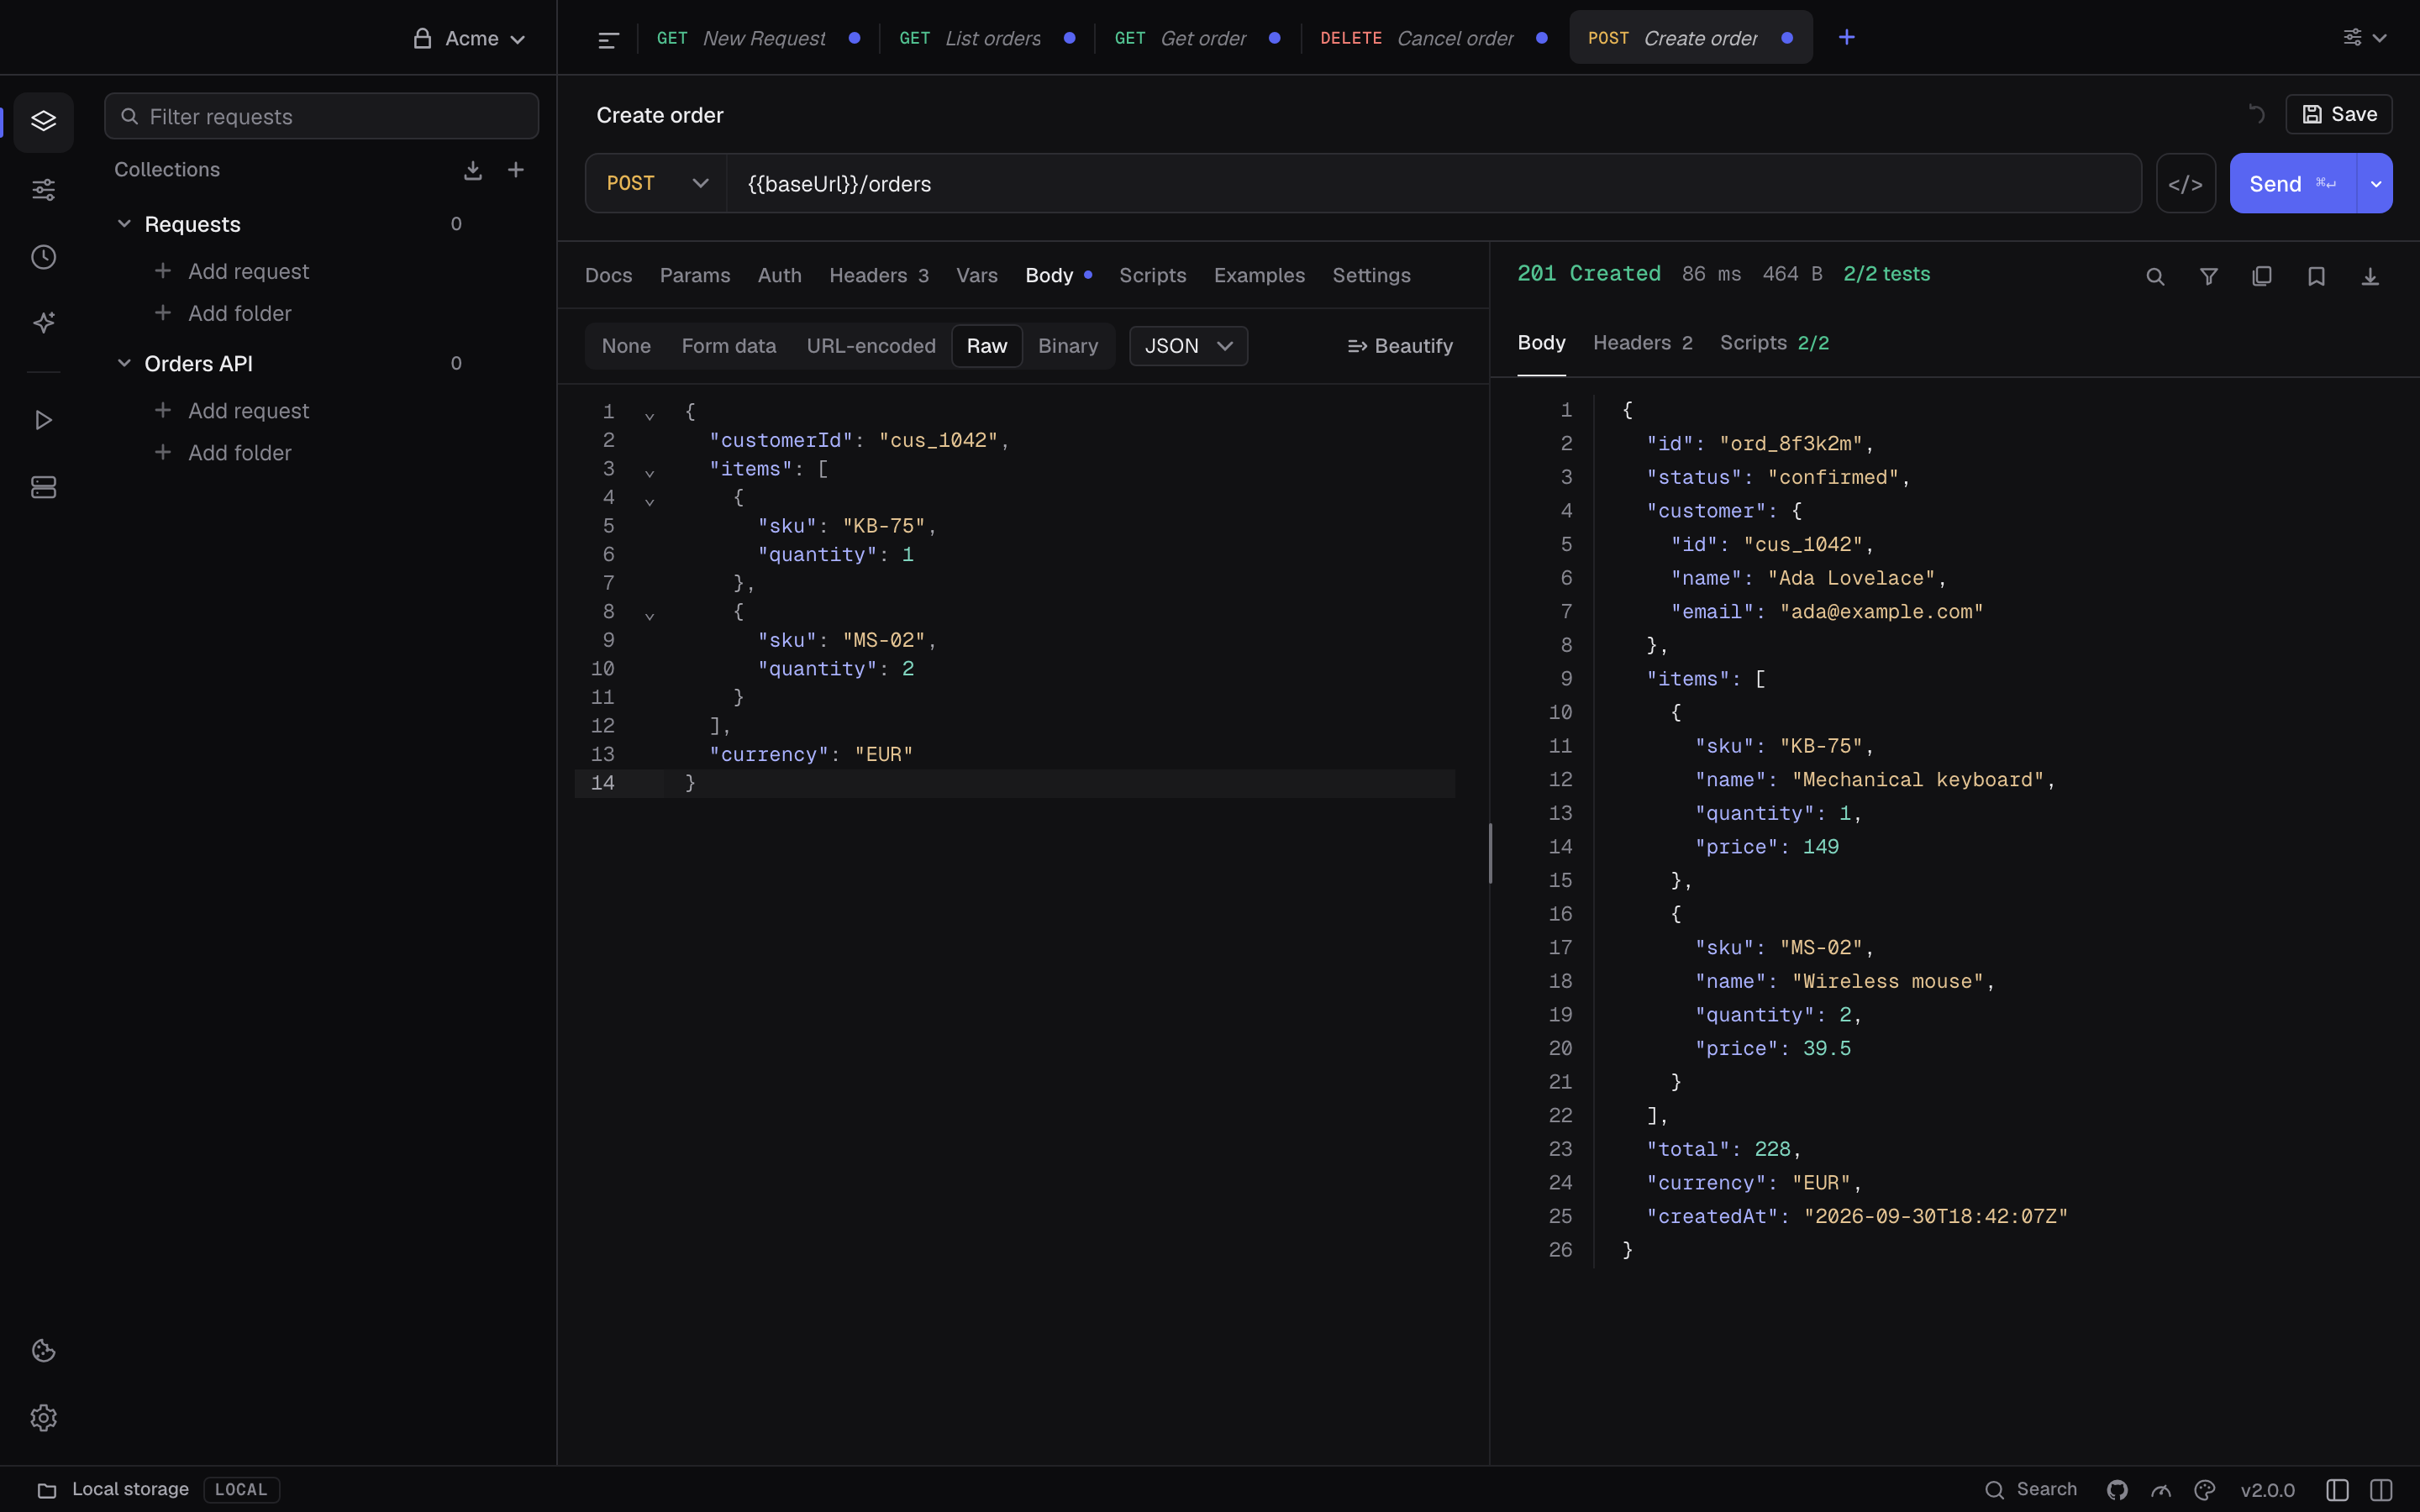 Acme
GET New Request
GET List orders
GET Get order
DELETE Cancel order
POST Create order
Filter requests
Collections
Requests 0
Add request
Add folder
Orders API 0
Add request
Add folder
Create order
Save
POST {{baseUrl}}/orders
</> Send ⌘↵
Docs Params Auth Headers 3 Vars Body Scripts Examples Settings
None Form data URL-encoded Raw Binary JSON Beautify
1 {
2 "customerId": "cus_1042",
3 "items": [
4 {
5 "sku": "KB-75",
6 "quantity": 1
7 },
8 {
9 "sku": "MS-02",
10 "quantity": 2
11 }
12 ],
13 "currency": "EUR"
14 }
201 Created 86 ms 464 B 2/2 tests
Body Headers 2 Scripts 2/2
1 {
2 "id": "ord_8f3k2m",
3 "status": "confirmed",
4 "customer": {
5 "id": "cus_1042",
6 "name": "Ada Lovelace",
7 "email": "ada@example.com"
8 },
9 "items": [
10 {
11 "sku": "KB-75",
12 "name": "Mechanical keyboard",
13 "quantity": 1,
14 "price": 149
15 },
16 {
17 "sku": "MS-02",
18 "name": "Wireless mouse",
19 "quantity": 2,
20 "price": 39.5
21 }
22 ],
23 "total": 228,
24 "currency": "EUR",
25 "createdAt": "2026-09-30T18:42:07Z"
26 }
Local storage LOCAL
Search v2.0.0